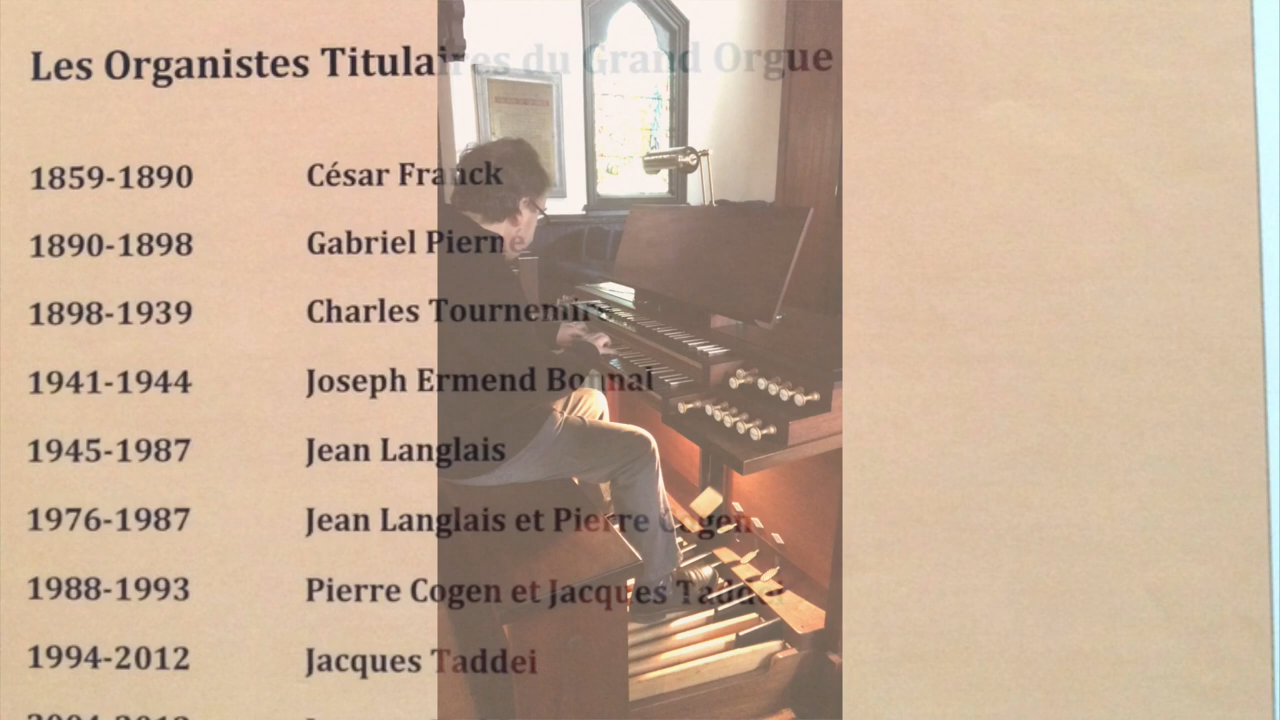 Les Organistes Titulaires du Grand Orgue
1859-1890 César Franck
1890-1898 Gabriel Pierné
1898-1939 Charles Tournemire
1941-1944 Joseph Ermend Bonnal
1945-1987 Jean Langlais
1976-1987 Jean Langlais et Pierre Cogen
1988-1993 Pierre Cogen et Jacques Taddei
1994-2012 Jacques Taddei